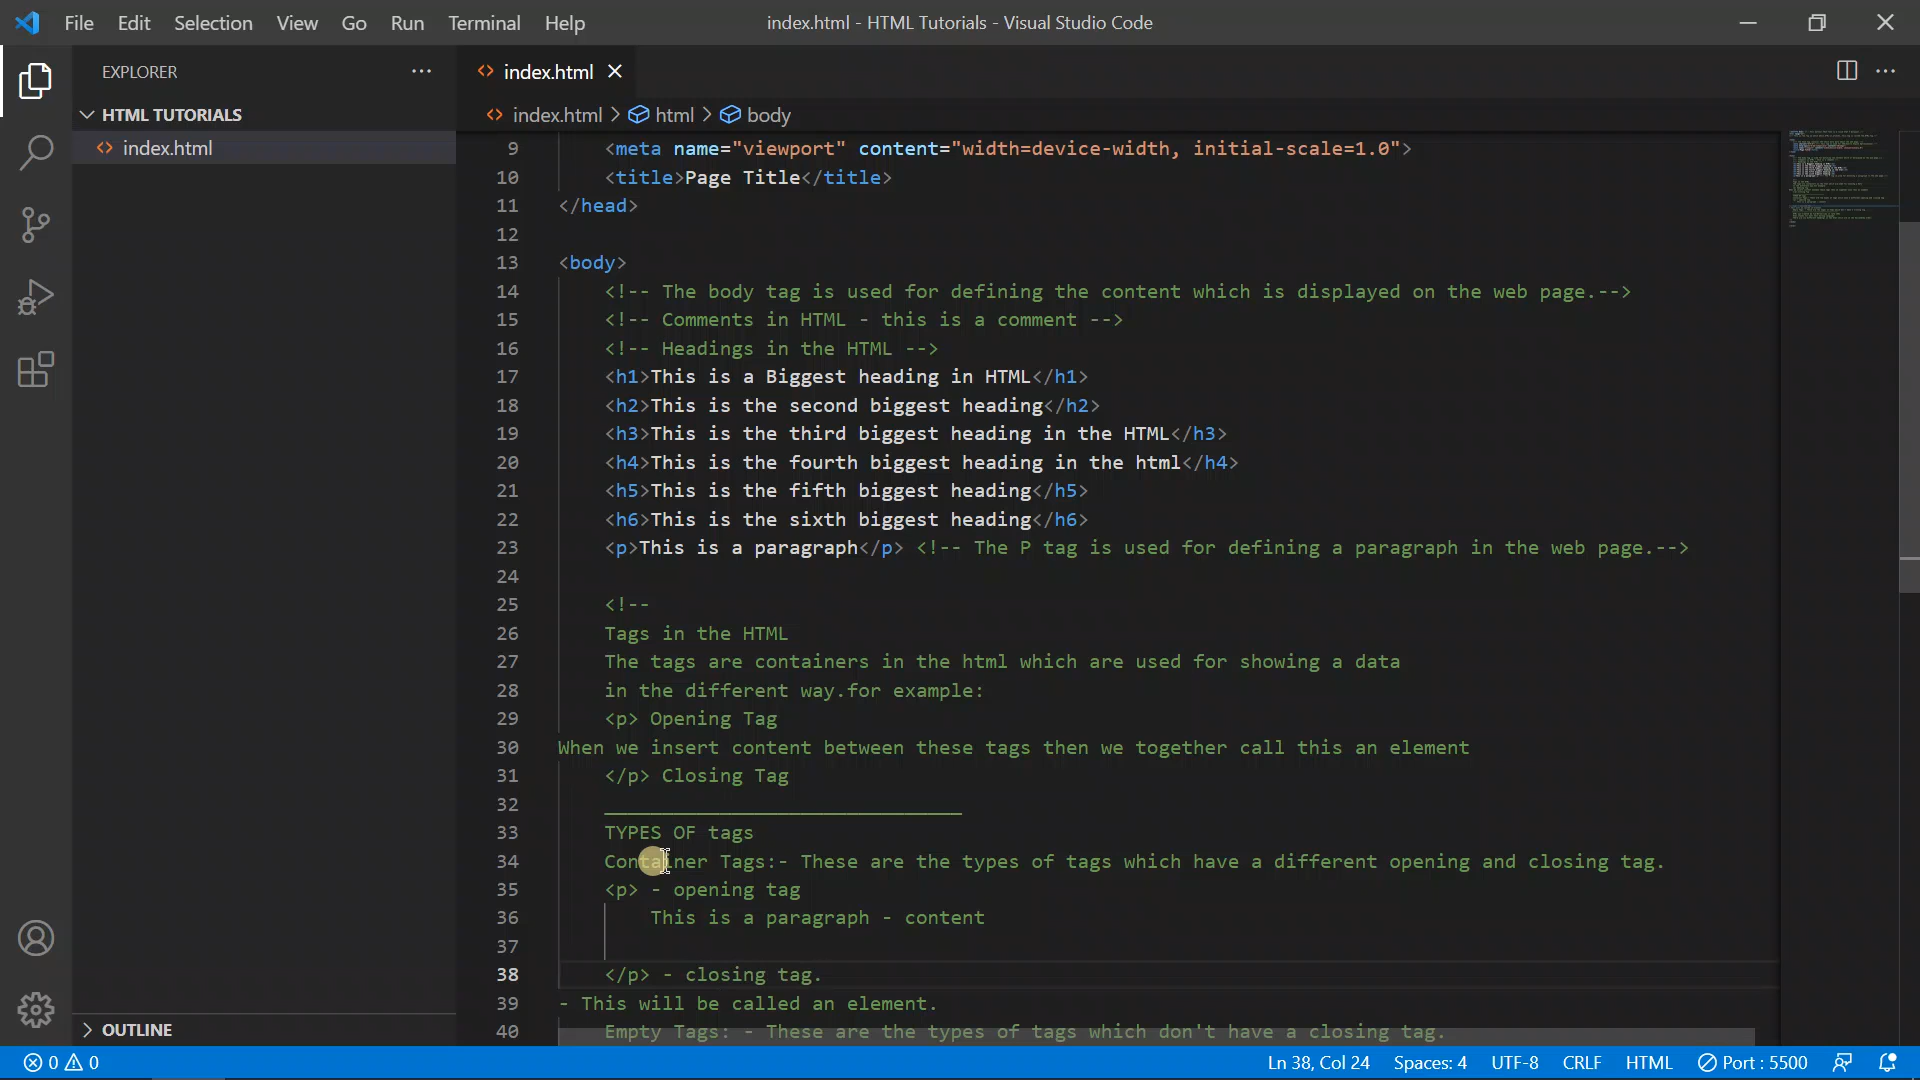 File Edit Selection View Go Run Terminal Help
index.html - HTML Tutorials - Visual Studio Code
EXPLORER
index.html
HTML TUTORIALS
index.html
index.html > html > body
9 <meta name="viewport" content="width=device-width, initial-scale=1.0">
10 <title>Page Title</title>
11 </head>
12
13 <body>
14 <!-- The body tag is used for defining the content which is displayed on the web page.-->
15 <!-- Comments in HTML - this is a comment -->
16 <!-- Headings in the HTML -->
17 <h1>This is a Biggest heading in HTML</h1>
18 <h2>This is the second biggest heading</h2>
19 <h3>This is the third biggest heading in the HTML</h3>
20 <h4>This is the fourth biggest heading in the html</h4>
21 <h5>This is the fifth biggest heading</h5>
22 <h6>This is the sixth biggest heading</h6>
23 <p>This is a paragraph</p> <!-- The P tag is used for defining a paragraph in the web page.-->
24
25 <!--
26 Tags in the HTML
27 The tags are containers in the html which are used for showing a data
28 in the different way.for example:
29 <p> Opening Tag
30 When we insert content between these tags then we together call this an element
31 </p> Closing Tag
32 _______________________________
33 TYPES OF tags
34 Container Tags:- These are the types of tags which have a different opening and closing tag.
35 <p> - opening tag
36 This is a paragraph - content
37
38 </p> - closing tag.
39 - This will be called an element.
40 Empty Tags: - These are the types of tags which don't have a closing tag.
OUTLINE
0 0
Ln 38, Col 24 Spaces: 4 UTF-8 CRLF HTML Port : 5500